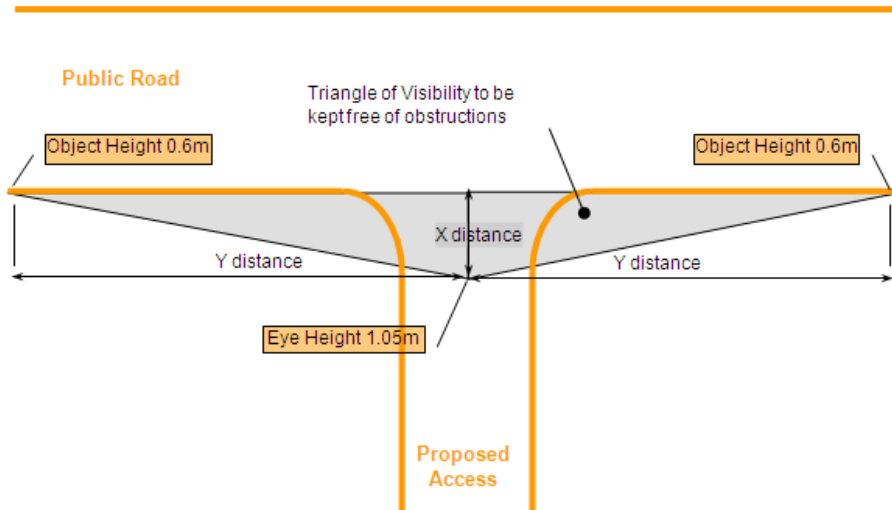 Public Road
Triangle of Visibility to be
kept free of obstructions
Object Height 0.6m
Object Height 0.6m
X distance
Y distance
Y distance
Eye Height 1.05m
Proposed
Access